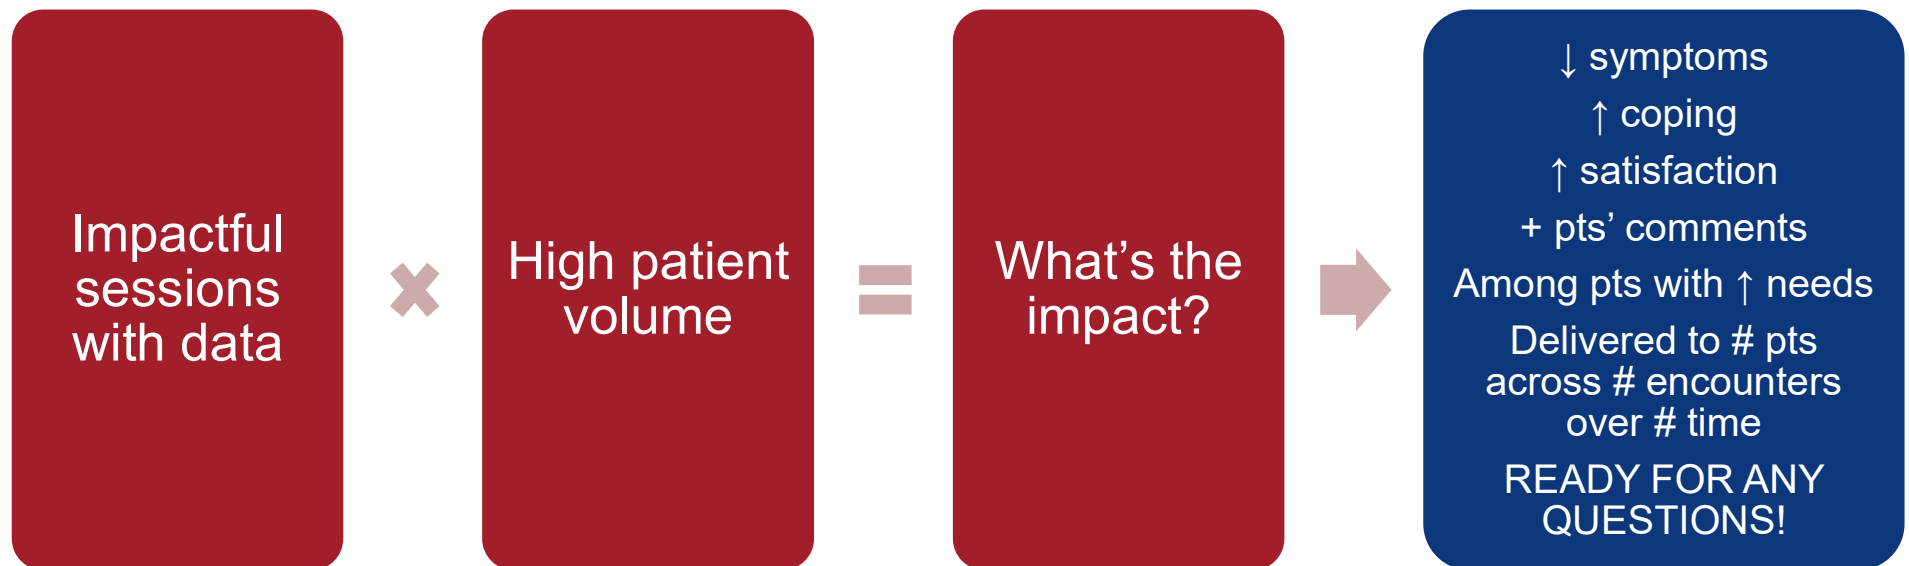 Impactful
sessions
with data
High patient
volume
What’s the
impact?
↓ symptoms
↑ coping
↑ satisfaction
+ pts’ comments
Among pts with ↑ needs
Delivered to # pts
across # encounters
over # time
READY FOR ANY
QUESTIONS!